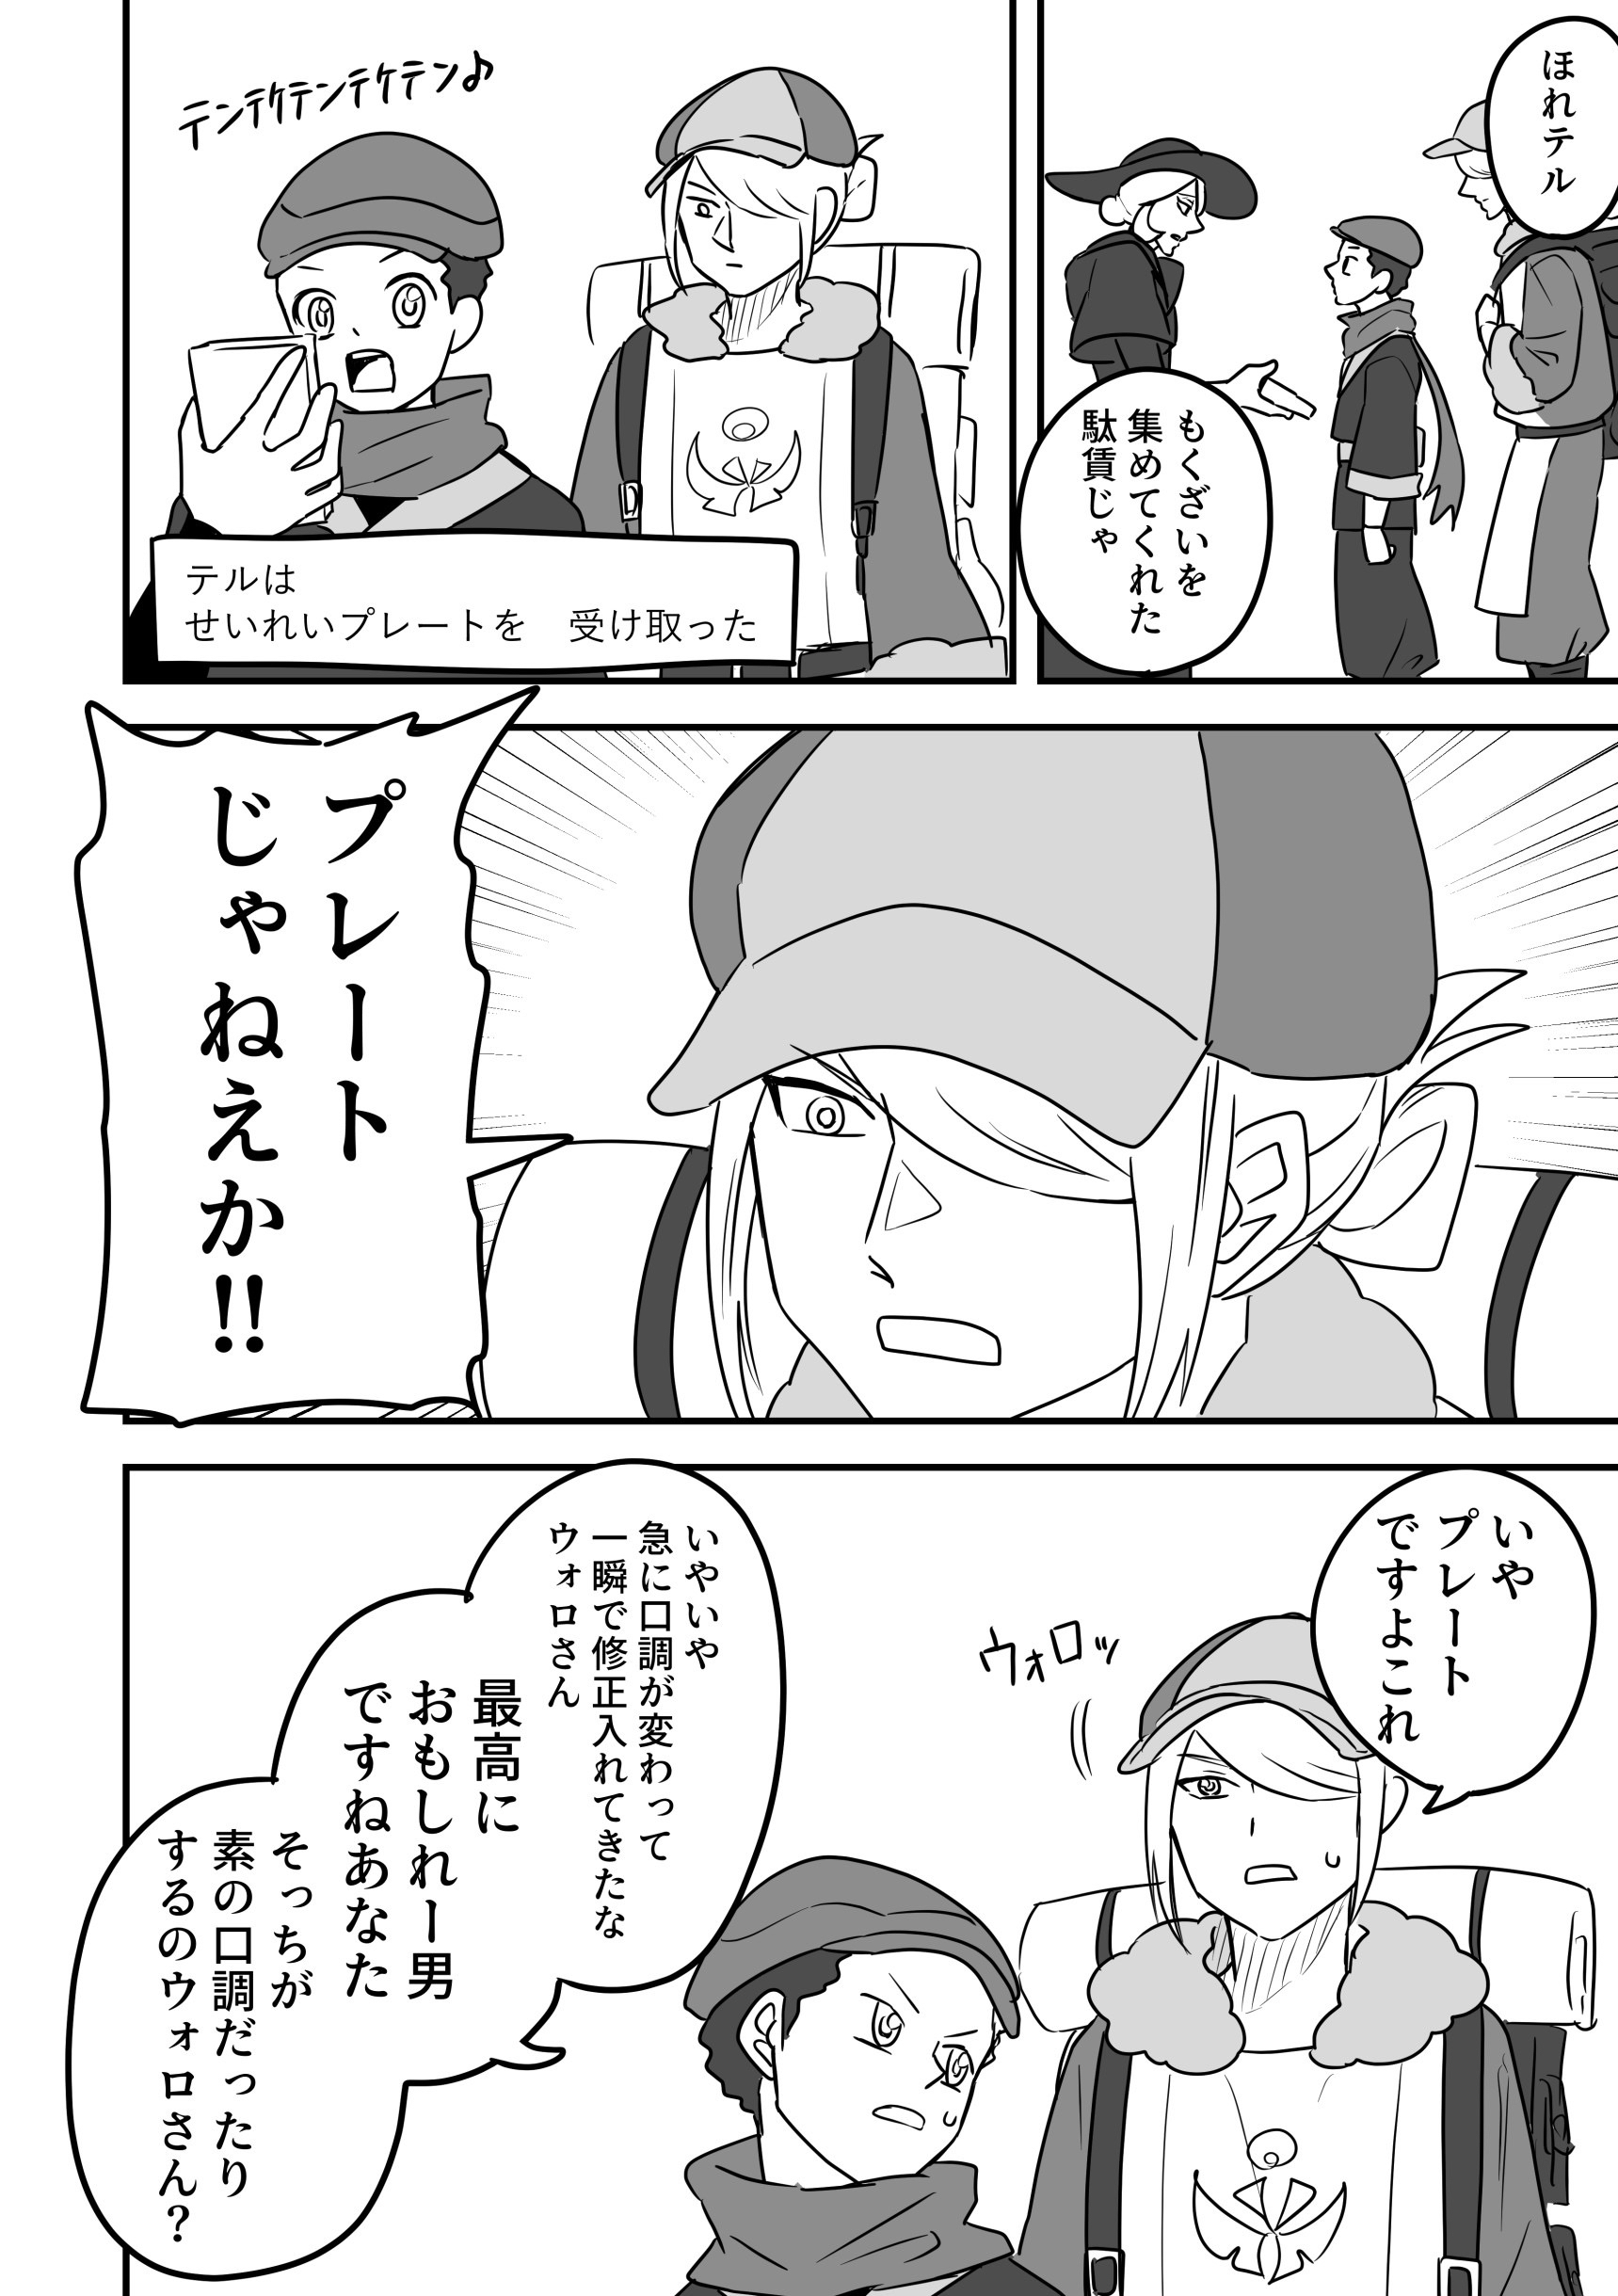 ほれテル
もくざいを
集めてくれた
駄賃じゃ
テンテケテンテケテン♪
テルは
せいれいプレートを　受け取った
プレート
じゃねえか!!
いや
プレート
ですよこれ
ウォロッ
いやいや
急に口調が変わって
一瞬で修正入れてきたな
ウォロさん
最高に
おもしれー男
ですねあなた
そっちが
素の口調だったり
するのウォロさん？